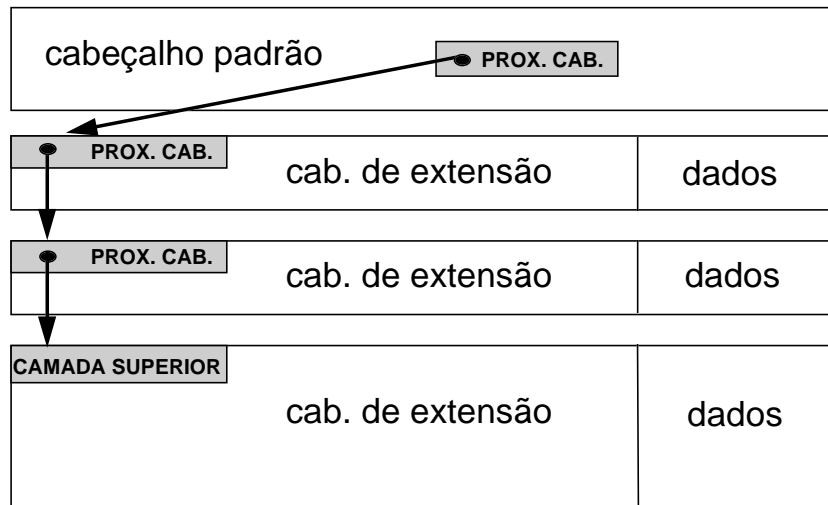 cabeçalho padrão
PROX. CAB.
PROX. CAB.
cab. de extensão
dados
PROX. CAB.
cab. de extensão
dados
CAMADA SUPERIOR
cab. de extensão
dados